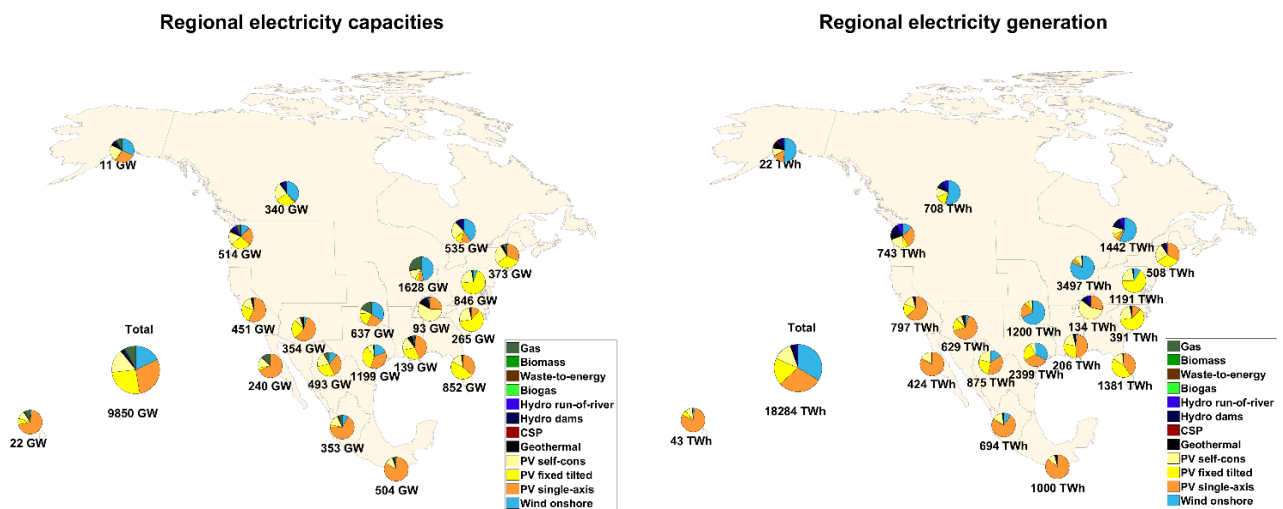 Regional electricity capacities
11 GW
340 GW
514 GW
535 GW
373 GW
1628 GW
846 GW
451 GW
637 GW
93 GW
265 GW
Total
354 GW
139 GW
240 GW
493 GW
1199 GW
852 GW
9850 GW
22 GW
353 GW
504 GW
Gas
Biomass
Waste-to-energy
Biogas
Hydro run-of-river
Hydro dams
CSP
Geothermal
PV self-cons
PV fixed tilted
PV single-axis
Wind onshore
Regional electricity generation
22 TWh
708 TWh
743 TWh
1442 TWh
508 TWh
3497 TWh
1191 TWh
797 TWh
1200 TWh
134 TWh
391 TWh
Total
629 TWh
206 TWh
424 TWh
875 TWh
2399 TWh
1381 TWh
18284 TWh
43 TWh
694 TWh
1000 TWh
Gas
Biomass
Waste-to-energy
Biogas
Hydro run-of-river
Hydro dams
CSP
Geothermal
PV self-cons
PV fixed tilted
PV single-axis
Wind onshore